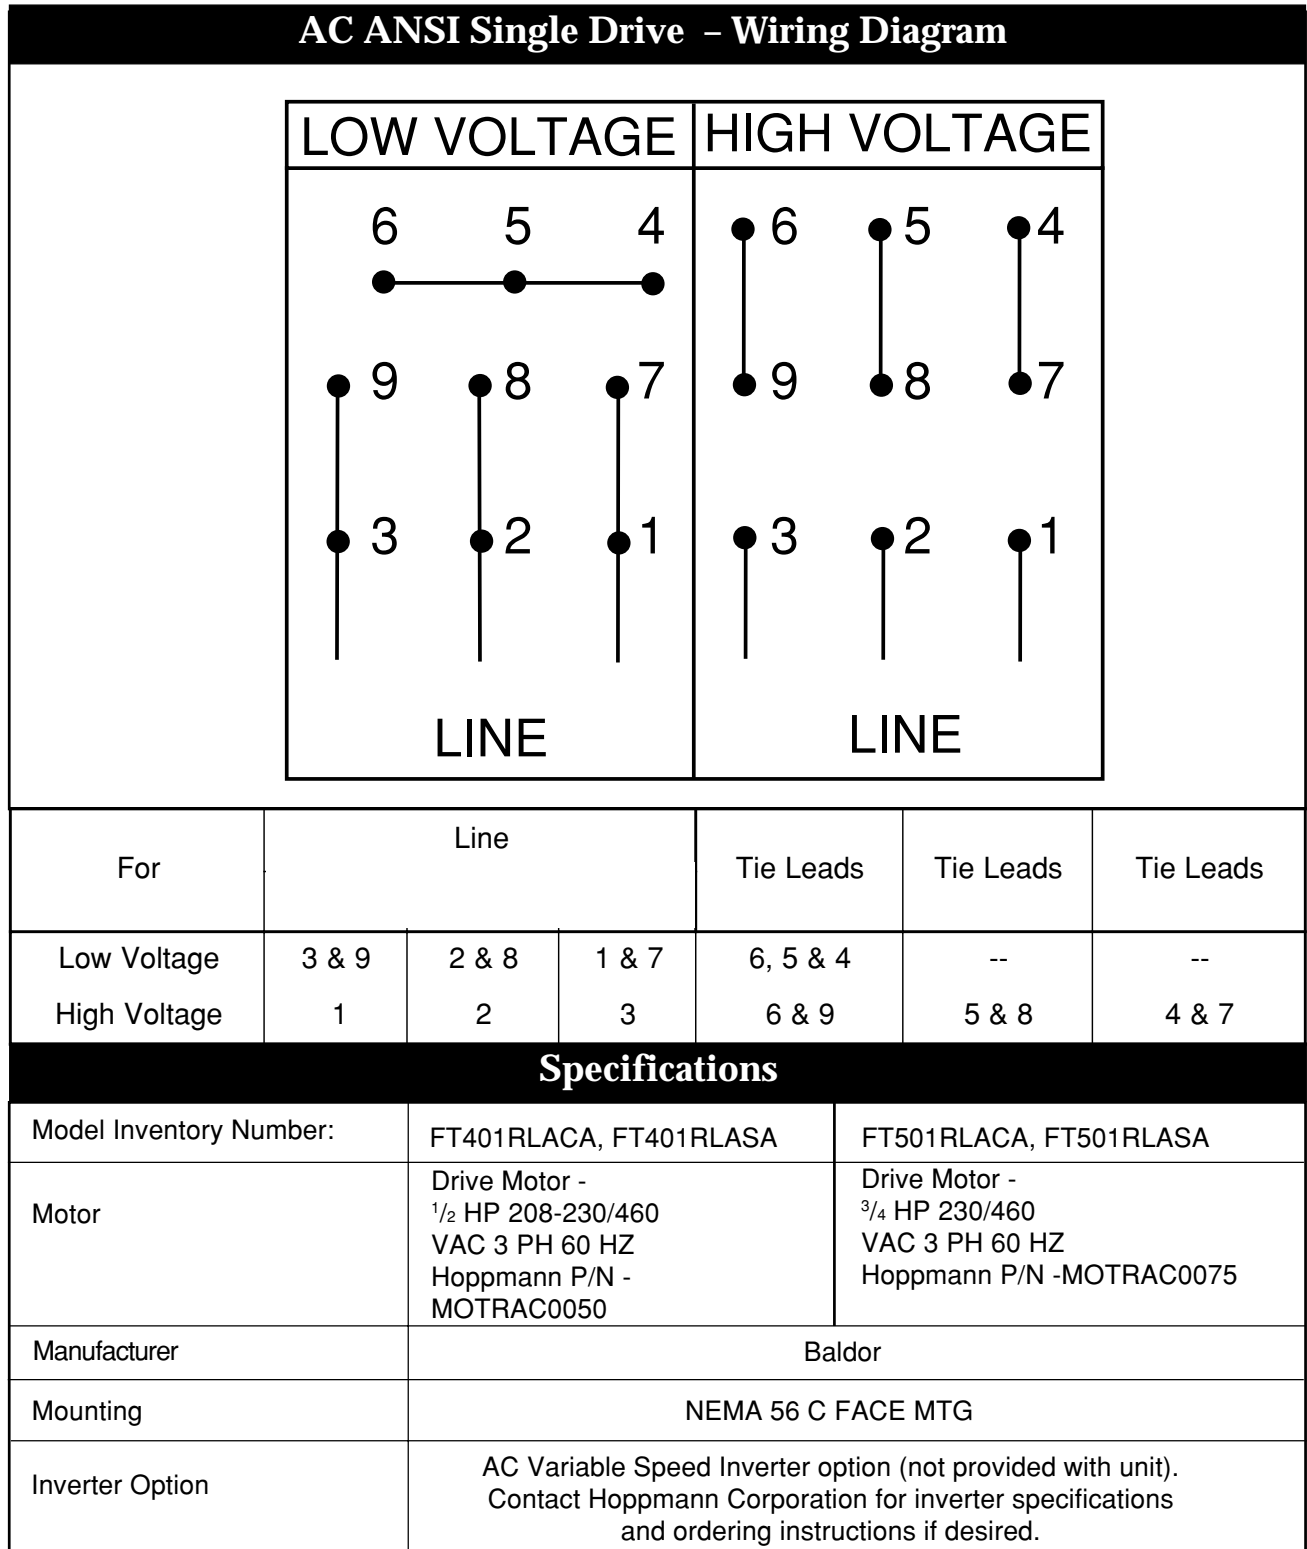 AC ANSI Single Drive – Wiring Diagram
LOW VOLTAGE
6 5 4
9 8 7
3 2 1
LINE
HIGH VOLTAGE
6 5 4
9 8 7
3 2 1
LINE
For Line Tie Leads Tie Leads Tie Leads
Low Voltage 3 & 9 2 & 8 1 & 7 6, 5 & 4 -- --
High Voltage 1 2 3 6 & 9 5 & 8 4 & 7
Specifications
Model Inventory Number: FT401RLACA, FT401RLASA FT501RLACA, FT501RLASA
Motor
Drive Motor -
1/2 HP 208-230/460
VAC 3 PH 60 HZ
Hoppmann P/N -
MOTRAC0050
Drive Motor -
3/4 HP 230/460
VAC 3 PH 60 HZ
Hoppmann P/N -MOTRAC0075
Manufacturer Baldor
Mounting NEMA 56 C FACE MTG
Inverter Option
AC Variable Speed Inverter option (not provided with unit).
Contact Hoppmann Corporation for inverter specifications
and ordering instructions if desired.